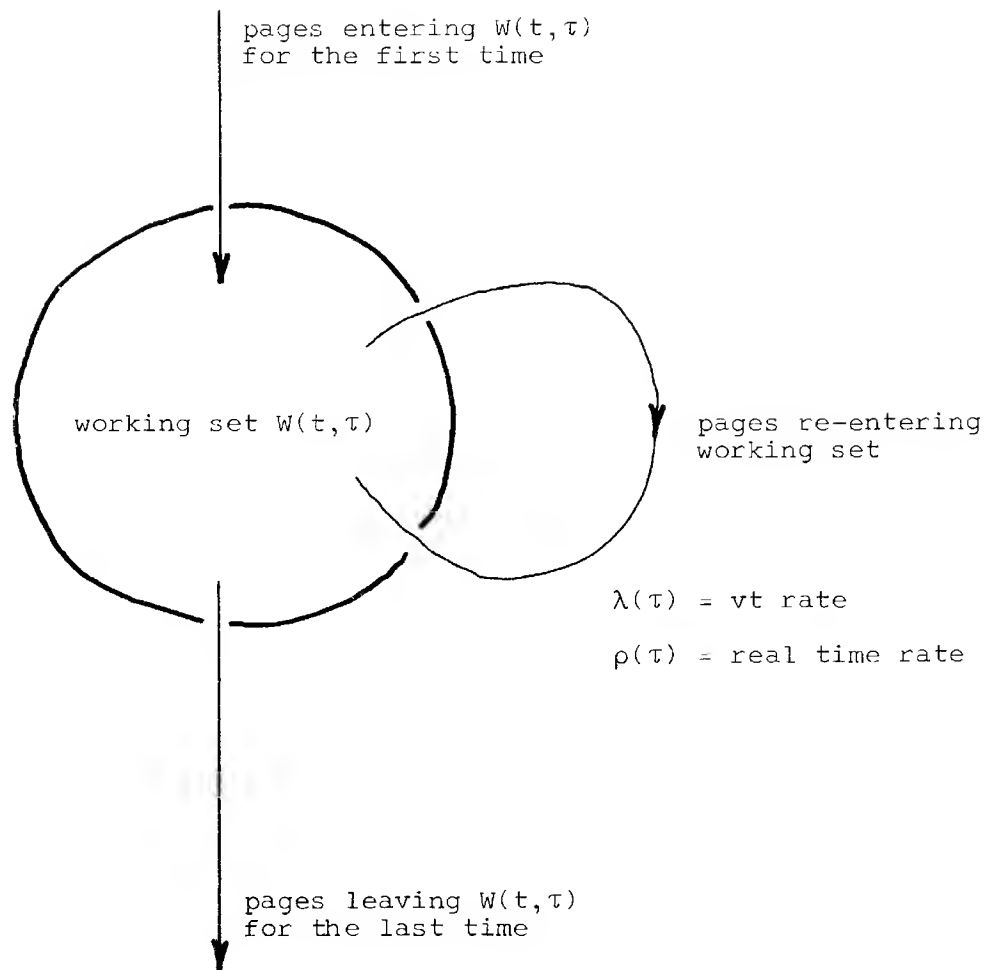 pages entering W(t,τ)
for the first time
working set W(t,τ)
pages re-entering
working set
λ(τ) = vt rate
ρ(τ) = real time rate
pages leaving W(t,τ)
for the last time